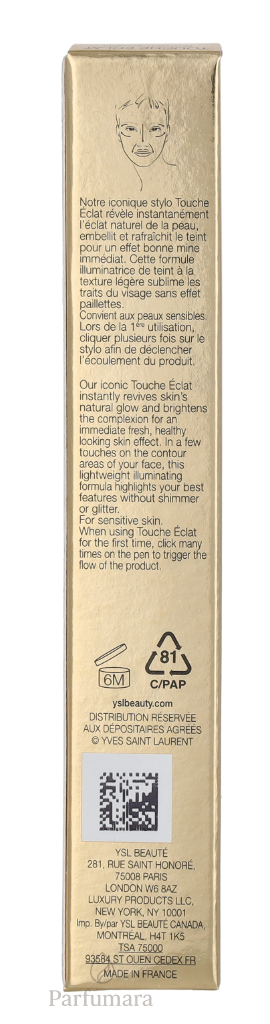 Notre iconique stylo Touche
Éclat révèle instantanément
l'éclat naturel de la peau,
embellit et rafraîchit le teint
pour un effet bonne mine
immédiat. Cette formule
illuminatrice de teint à la
texture légère sublime les
traits du visage sans effet
paillettes.
Convient aux peaux sensibles.
Lors de la 1ère utilisation,
cliquer plusieurs fois sur le
stylo afin de déclencher
l'écoulement du produit.
Our iconic Touche Éclat
instantly revives skin's
natural glow and brightens
the complexion for an
immediate fresh, healthy
looking skin effect. In a few
touches on the contour
areas of your face, this
lightweight illuminating
formula highlights your best
features without shimmer
or glitter.
For sensitive skin.
When using Touche Éclat
for the first time, click many
times on the pen to trigger the
flow of the product.
6M
81
C/PAP
yslbeauty.com
DISTRIBUTION RÉSERVÉE
AUX DÉPOSITAIRES AGRÉÉS
© YVES SAINT LAURENT
YSL BEAUTÉ
281, RUE SAINT HONORÉ,
75008 PARIS
LONDON W6 8AZ
LUXURY PRODUCTS LLC,
NEW YORK, NY 10001
Imp. By/par YSL BEAUTÉ CANADA,
MONTREAL, H4T 1K5
TSA 75000
93584 ST OUEN CEDEX FR
MADE IN FRANCE
Parfumara